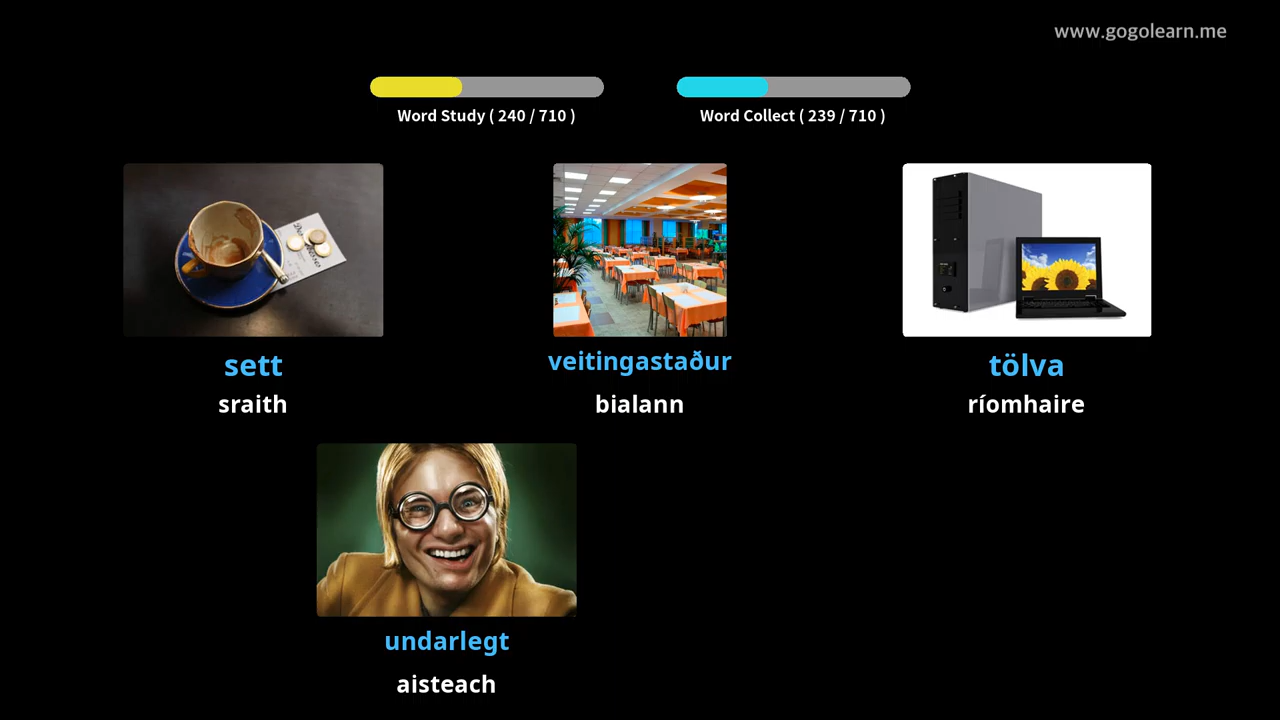 www.gogolearn.me
Word Study ( 240 / 710 )
Word Collect ( 239 / 710 )
sett
sraith
veitingastaður
bialann
tölva
ríomhaire
undarlegt
aisteach